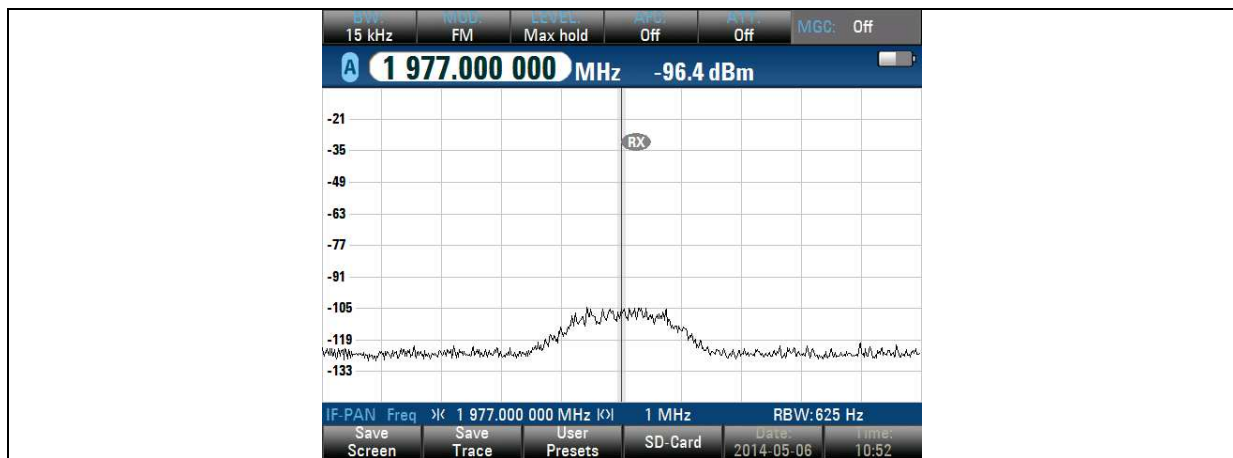 BW: MOD: LEVEL: AFC: ATT: MGC: Off
15 kHz FM Max hold Off Off
A 1 977.000 000 MHz -96.4 dBm
-21
RX
-35
-49
-63
-77
-91
-105
-119
-133
IF-PAN Freq 1 977.000 000 MHz 1 MHz RBW:625 Hz
Save Save User SD-Card Date: Time:
Screen Trace Presets 2014-05-06 10:52